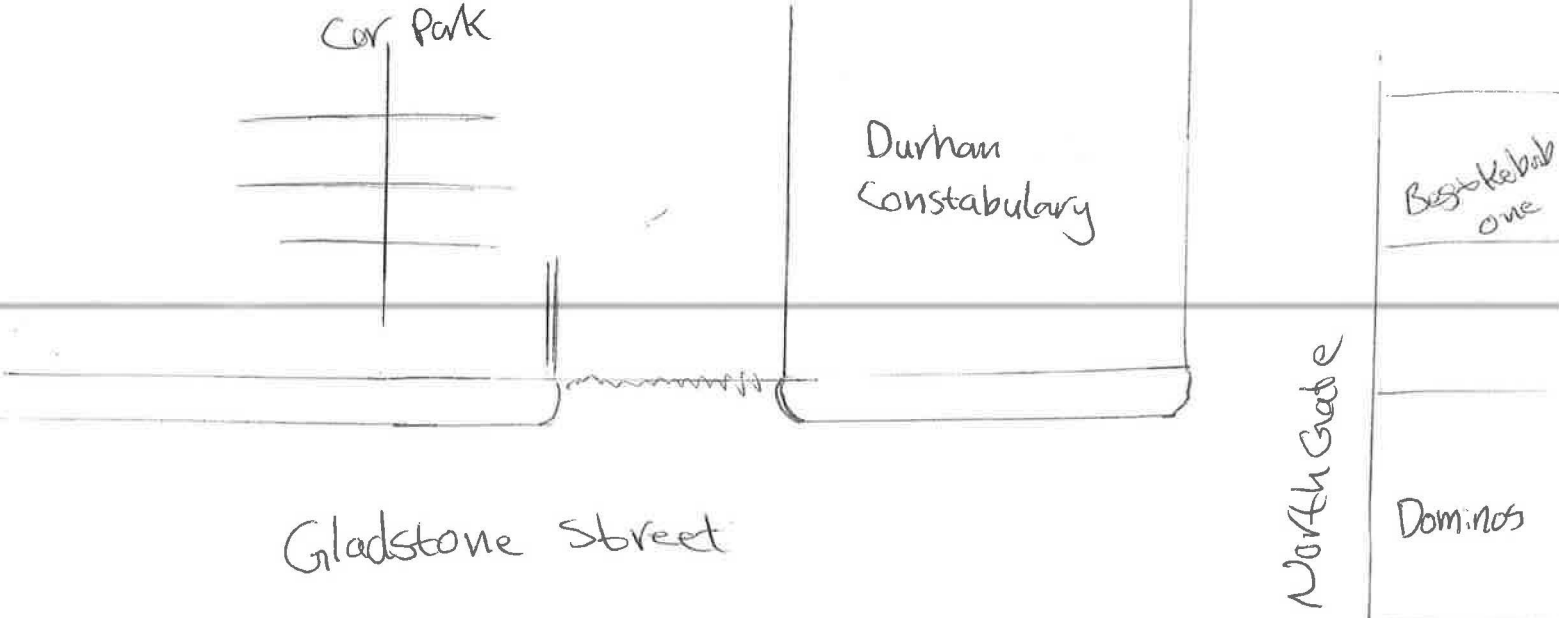 Car Park
Durham
Constabulary
Best Kebab
one
North Gate
Dominos
Gladstone Street